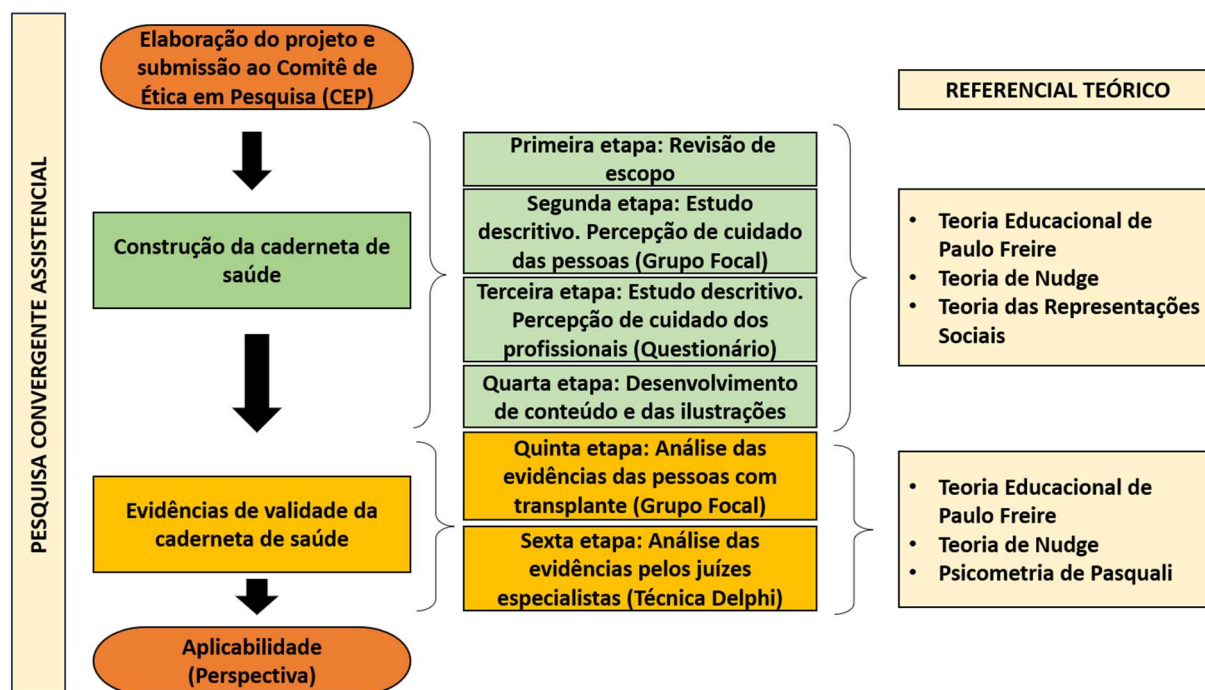 PESQUISA CONVERGENTE ASSISTENCIAL
Elaboração do projeto e
submissão ao Comitê de
Ética em Pesquisa (CEP)
Construção da caderneta de
saúde
Evidências de validade da
caderneta de saúde
Aplicabilidade
(Perspectiva)
Primeira etapa: Revisão de
escopo
Segunda etapa: Estudo
descritivo. Percepção de cuidado
das pessoas (Grupo Focal)
Terceira etapa: Estudo descritivo.
Percepção de cuidado dos
profissionais (Questionário)
Quarta etapa: Desenvolvimento
de conteúdo e das ilustrações
Quinta etapa: Análise das
evidências das pessoas com
transplante (Grupo Focal)
Sexta etapa: Análise das
evidências pelos juízes
especialistas (Técnica Delphi)
REFERENCIAL TEÓRICO
• Teoria Educacional de
Paulo Freire
• Teoria de Nudge
• Teoria das Representações
Sociais
• Teoria Educacional de
Paulo Freire
• Teoria de Nudge
• Psicometria de Pasquali